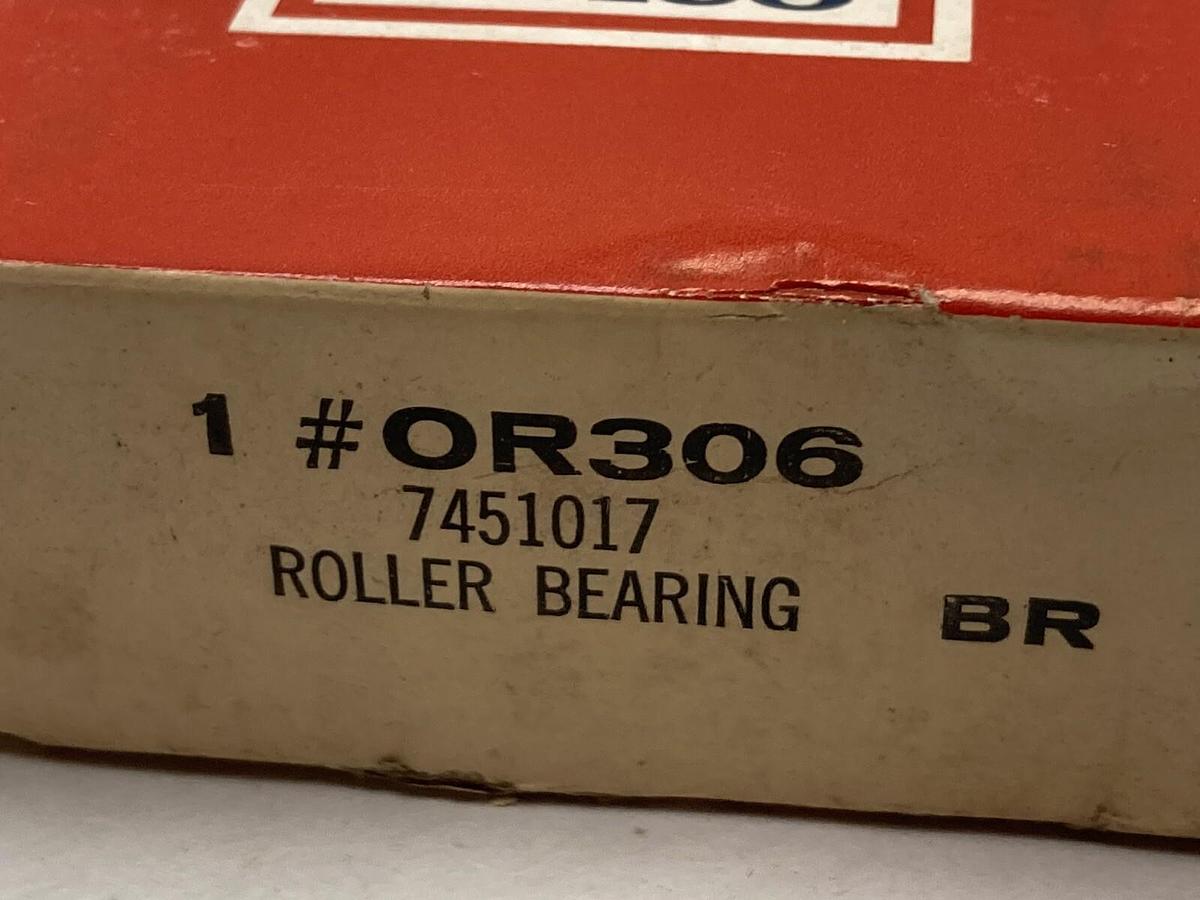 1 #OR306
7451017
ROLLER BEARING BR